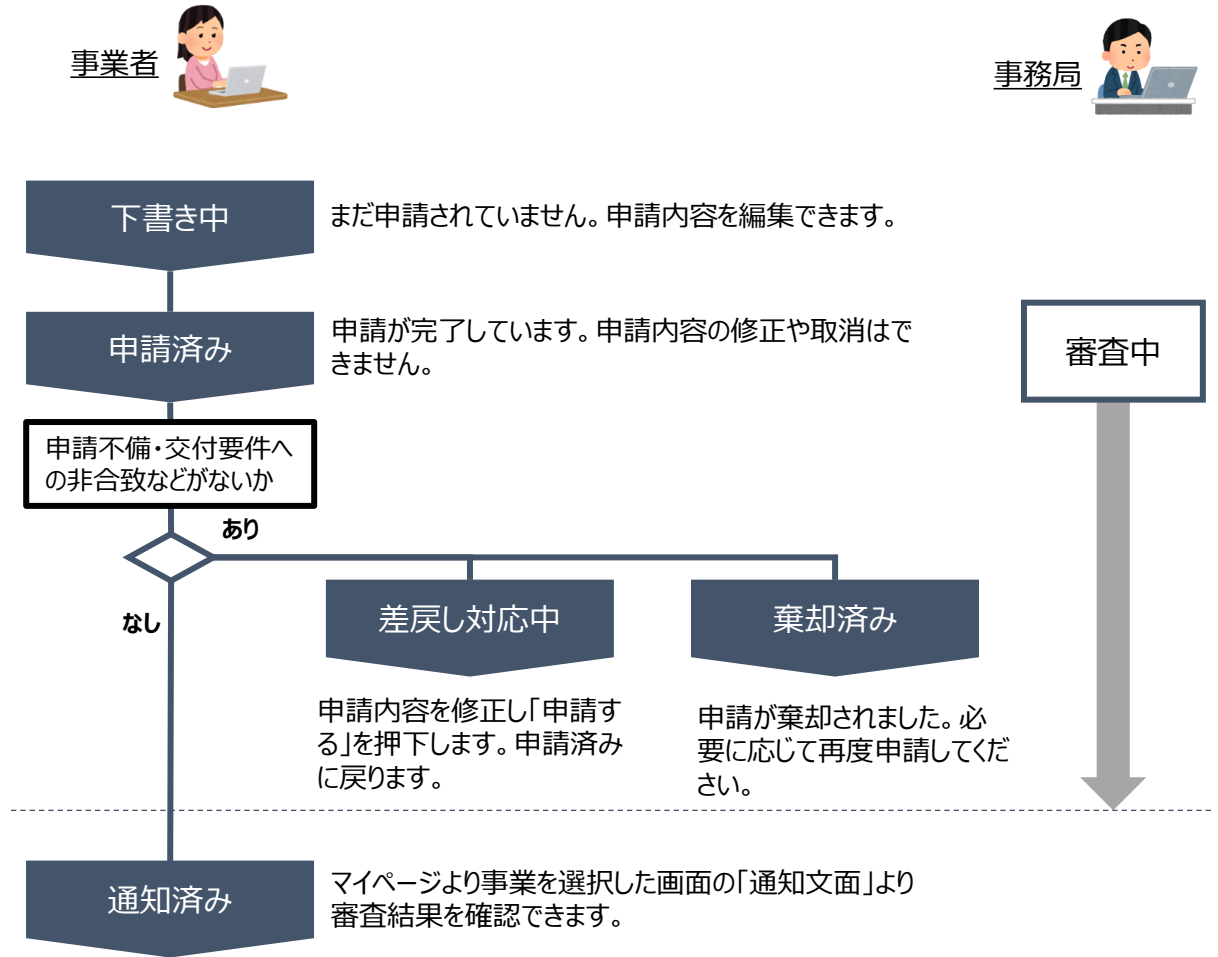 事業者
事務局
下書き中
まだ申請されていません。申請内容を編集できます。
申請済み
申請が完了しています。申請内容の修正や取消はで
きません。
審査中
申請不備・交付要件へ
の非合致などがないか
あり
なし
差戻し対応中
棄却済み
申請内容を修正し「申請す
る」を押下します。申請済み
に戻ります。
申請が棄却されました。必
要に応じて再度申請してくだ
さい。
通知済み
マイページより事業を選択した画面の「通知文面」より
審査結果を確認できます。